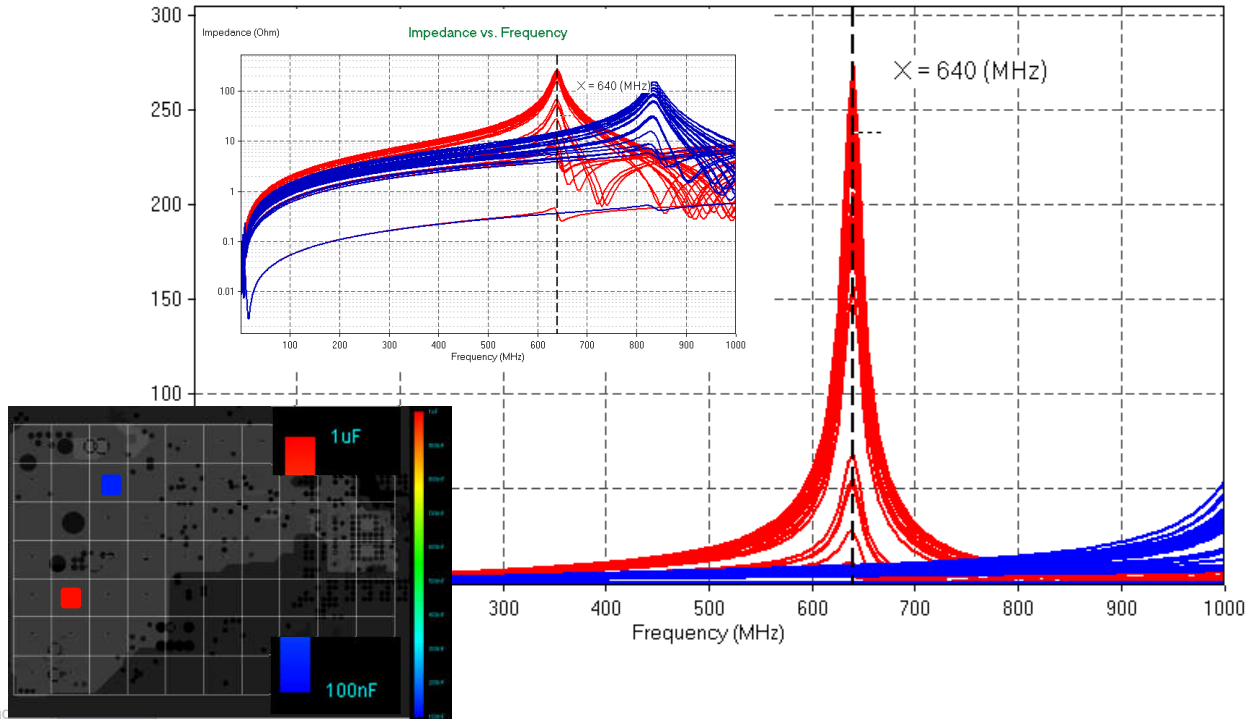 300
250
200
150
100
Impedance (Ohm)
Impedance vs. Frequency
100
10
1
0.1
0.01
X = 640 (MHz)
100 200 300 400 500 600 700 800 900 1000
Frequency (MHz)
X = 640 (MHz)
300 400 500 600 700 800 900 1000
Frequency (MHz)
1uF
100nF
1uF